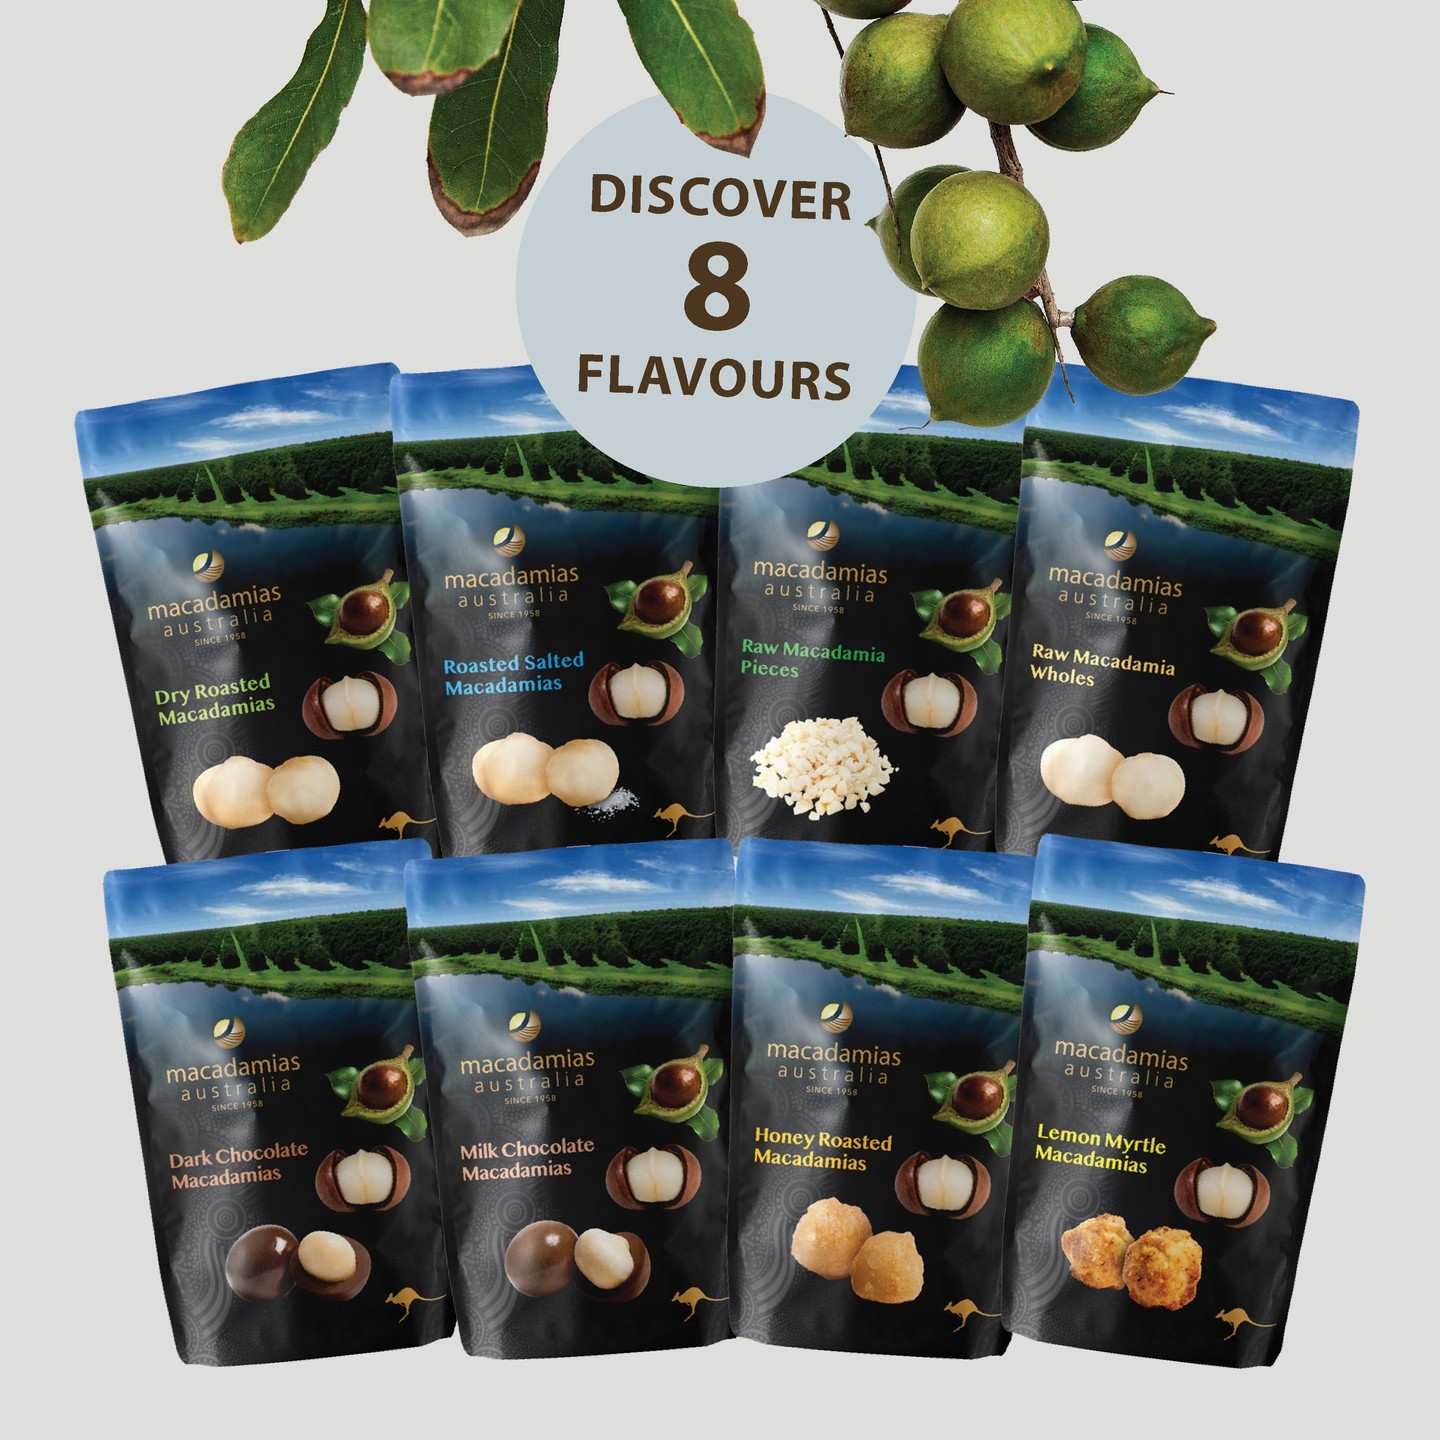 DISCOVER
8
FLAVOURS
macadamias
australia
SINCE 1958
Dry Roasted
Macadamias
macadamias
australia
SINCE 1958
Roasted Salted
Macadamias
macadamias
australia
SINCE 1958
Raw Macadamia
Pieces
macadamias
australia
SINCE 1958
Raw Macadamia
Wholes
macadamias
australia
SINCE 1958
Dark Chocolate
Macadamias
macadamias
australia
SINCE 1958
Milk Chocolate
Macadamias
macadamias
australia
SINCE 1958
Honey Roasted
Macadamias
macadamias
australia
SINCE 1958
Lemon Myrtle
Macadamias